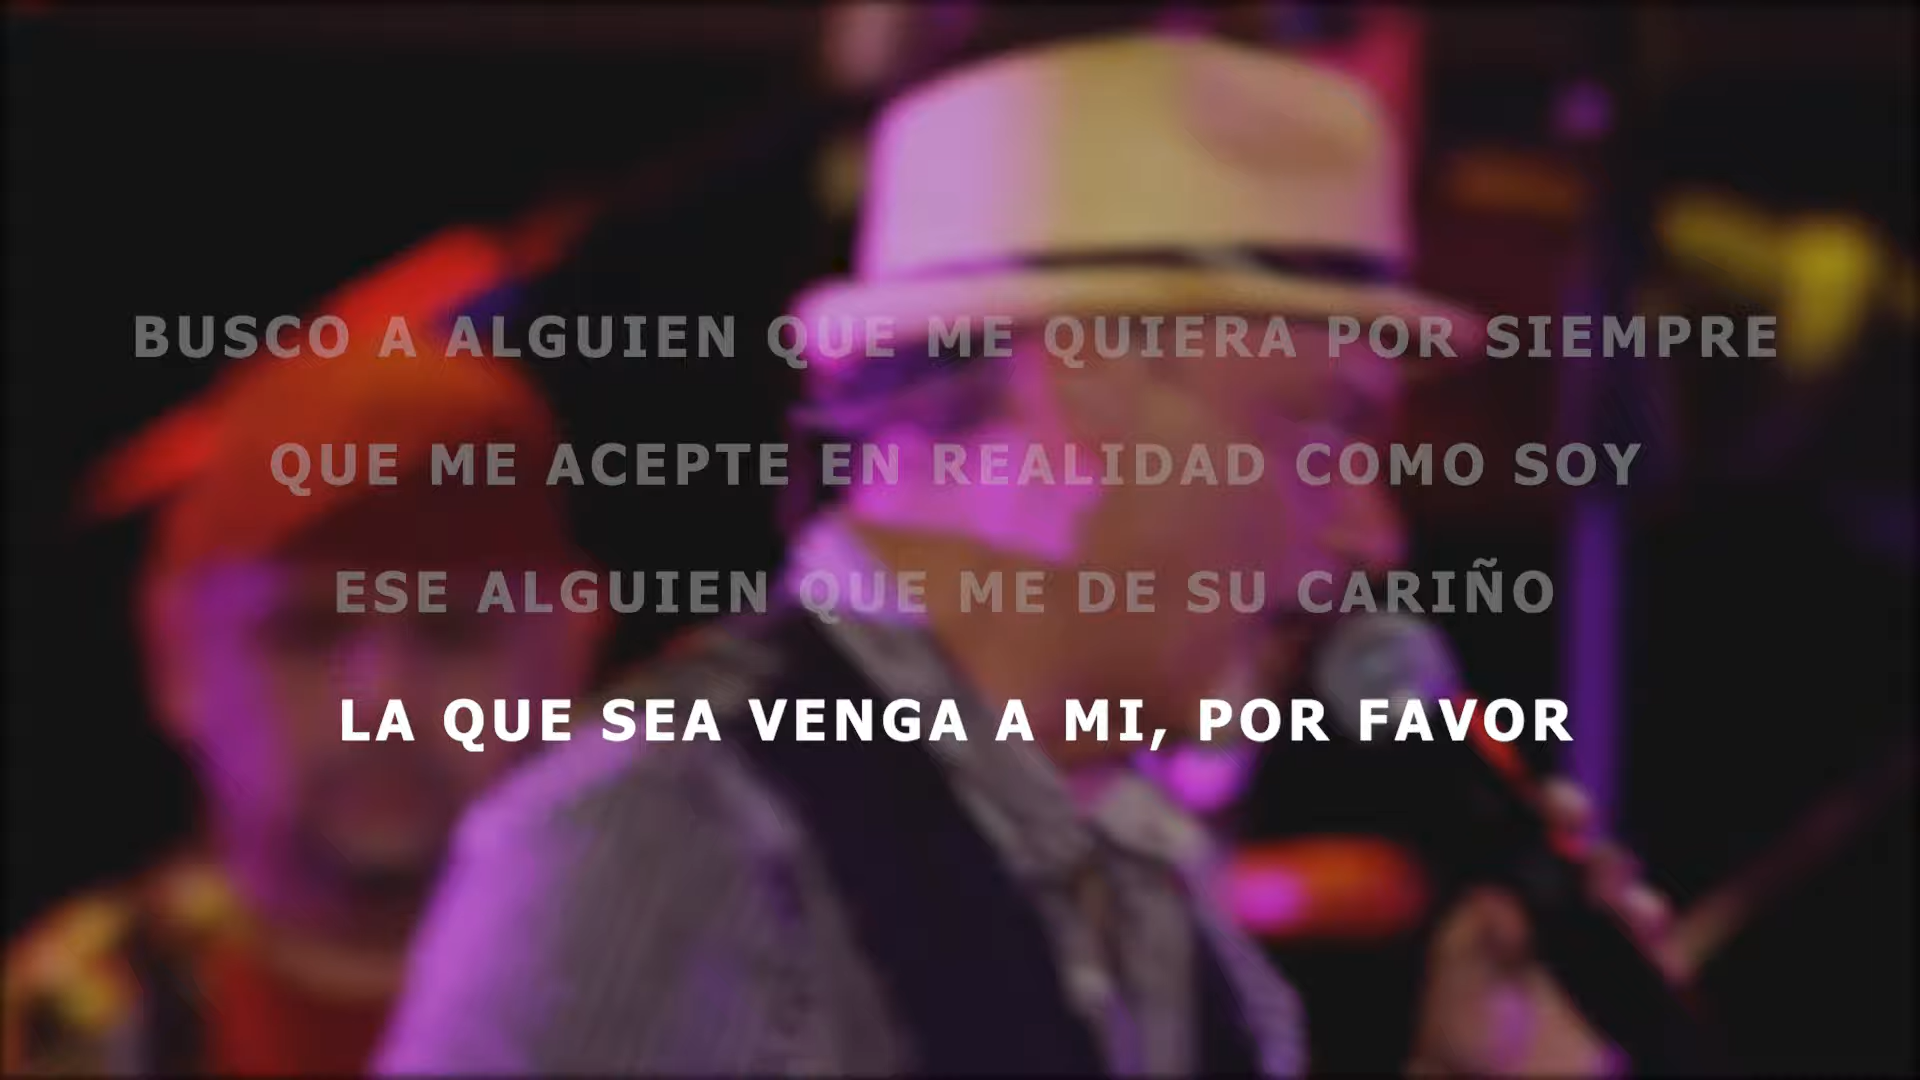 BUSCO A ALGUIEN QUE ME QUIERA POR SIEMPRE
QUE ME ACEPTE EN REALIDAD COMO SOY
ESE ALGUIEN QUE ME DE SU CARIÑO
LA QUE SEA VENGA A MI, POR FAVOR